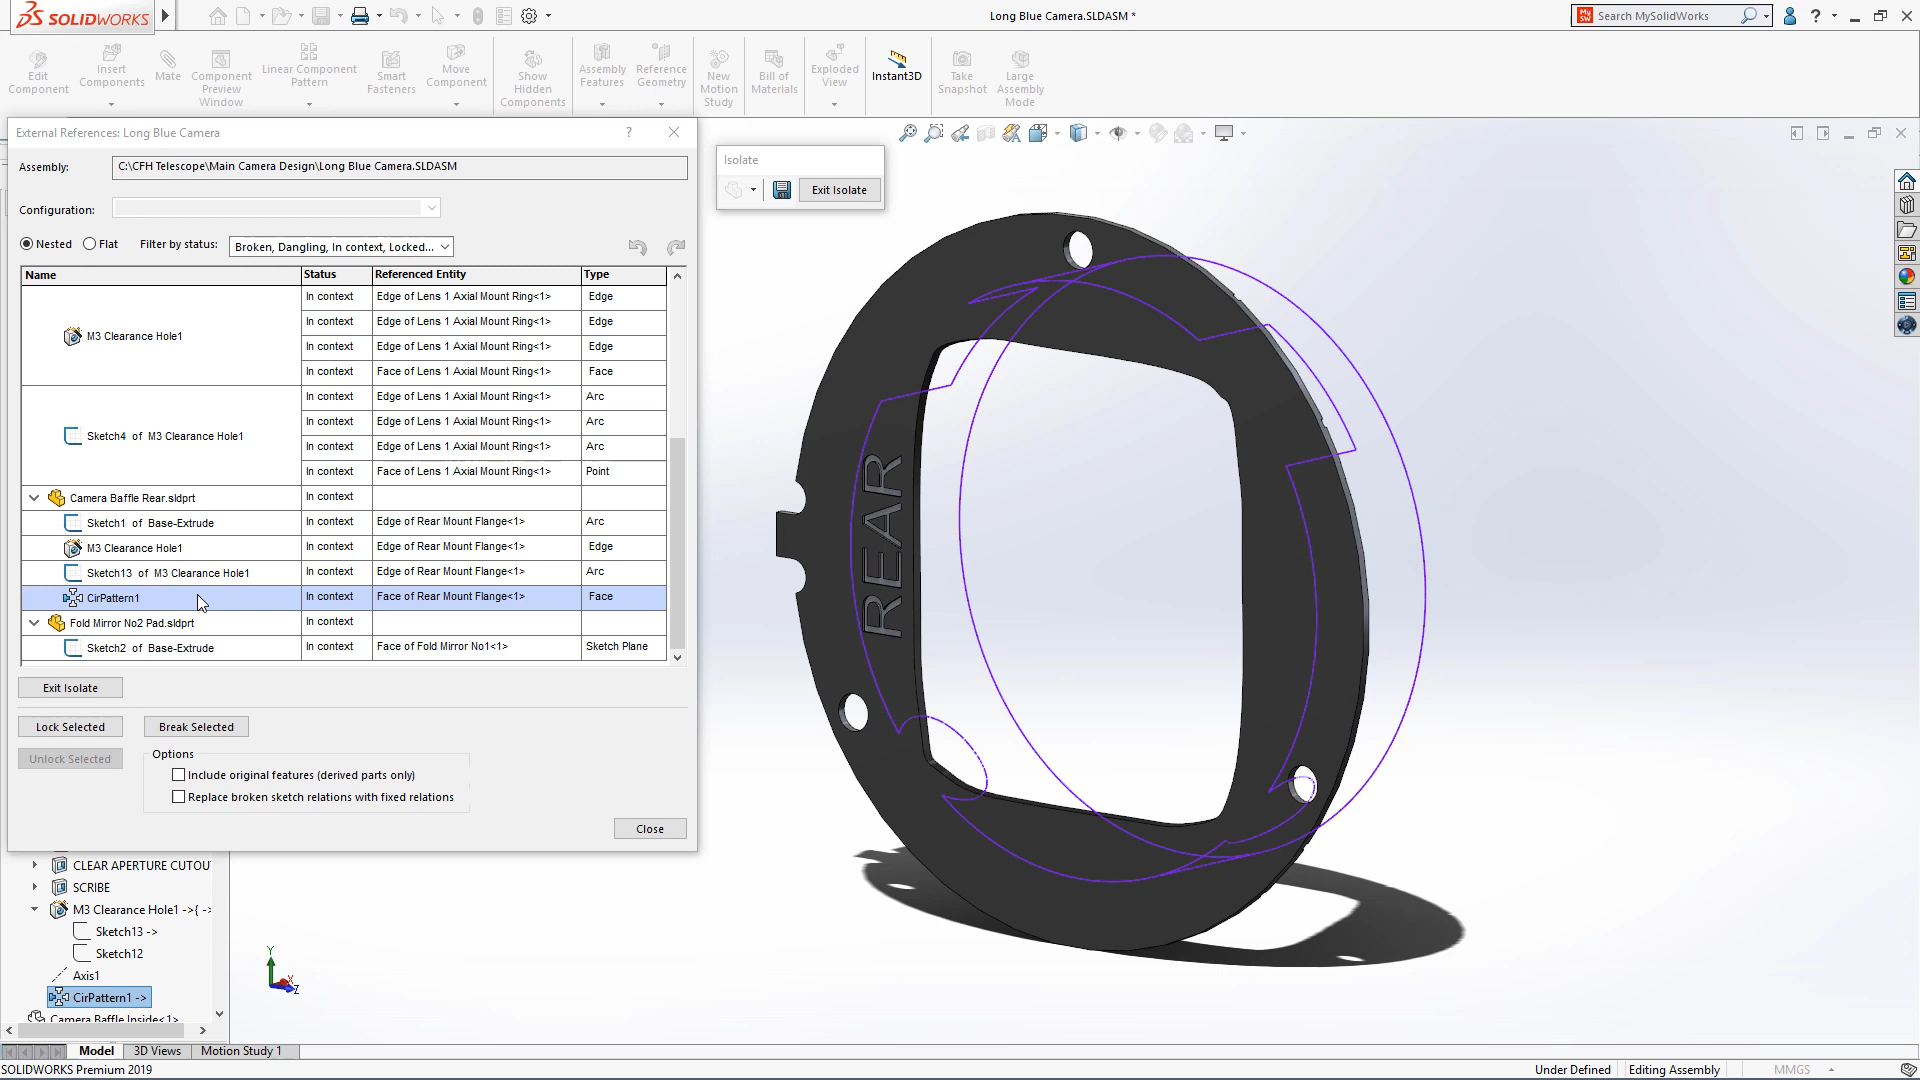 SOLIDWORKS
Long Blue Camera.SLDASM *
Search MySolidWorks
?
Edit Component
Insert Components
Mate
Component Preview Window
Linear Component Pattern
Smart Fasteners
Move Component
Show Hidden Components
Assembly Features
Reference Geometry
New Motion Study
Bill of Materials
Exploded View
Instant3D
Take Snapshot
Large Assembly Mode
External References: Long Blue Camera
?
Assembly:
C:\CFH Telescope\Main Camera Design\Long Blue Camera.SLDASM
Configuration:
Nested
Flat
Filter by status:
Broken, Dangling, In context, Locked...
Name Status Referenced Entity Type
M3 Clearance Hole1
In context Edge of Lens 1 Axial Mount Ring<1> Edge
In context Edge of Lens 1 Axial Mount Ring<1> Edge
In context Edge of Lens 1 Axial Mount Ring<1> Edge
In context Face of Lens 1 Axial Mount Ring<1> Face
Sketch4 of M3 Clearance Hole1
In context Edge of Lens 1 Axial Mount Ring<1> Arc
In context Edge of Lens 1 Axial Mount Ring<1> Arc
In context Edge of Lens 1 Axial Mount Ring<1> Arc
In context Face of Lens 1 Axial Mount Ring<1> Point
Camera Baffle Rear.sldprt In context
Sketch1 of Base-Extrude In context Edge of Rear Mount Flange<1> Arc
M3 Clearance Hole1 In context Edge of Rear Mount Flange<1> Edge
Sketch13 of M3 Clearance Hole1 In context Edge of Rear Mount Flange<1> Arc
CirPattern1 In context Face of Rear Mount Flange<1> Face
Fold Mirror No2 Pad.sldprt In context
Sketch2 of Base-Extrude In context Face of Fold Mirror No1<1> Sketch Plane
Exit Isolate
Lock Selected
Break Selected
Unlock Selected
Options
Include original features (derived parts only)
Replace broken sketch relations with fixed relations
Close
Isolate
Exit Isolate
REAR
CLEAR APERTURE CUTOU
SCRIBE
M3 Clearance Hole1 ->{ ->
Sketch13 ->
Sketch12
Axis1
CirPattern1 ->
Camera Baffle Inside<1>
Y
X
Z
Model
3D Views
Motion Study 1
SOLIDWORKS Premium 2019
Under Defined
Editing Assembly
MMGS